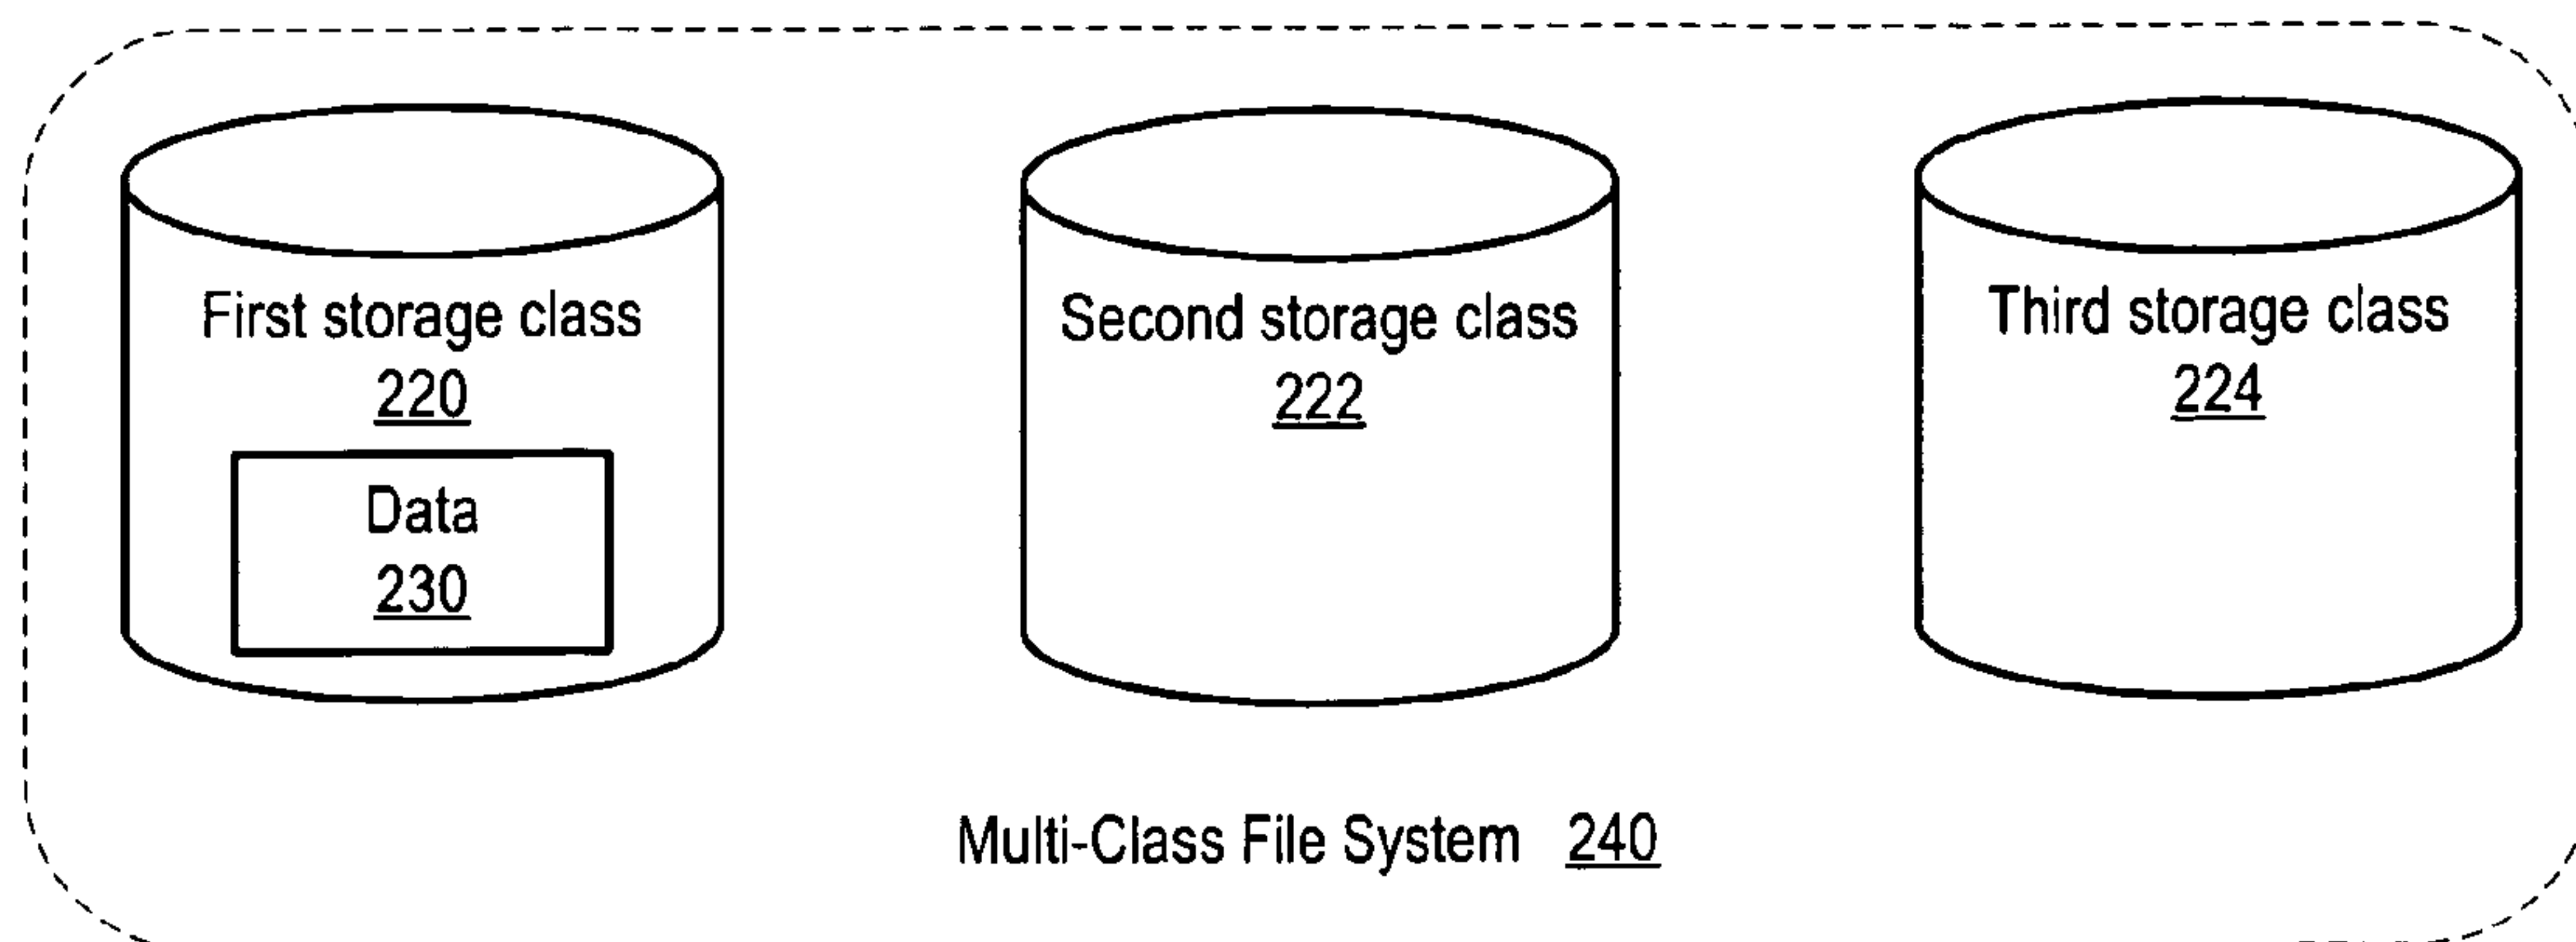 First storage class
220
Data
230
Second storage class
222
Third storage class
224
Multi-Class File System 240